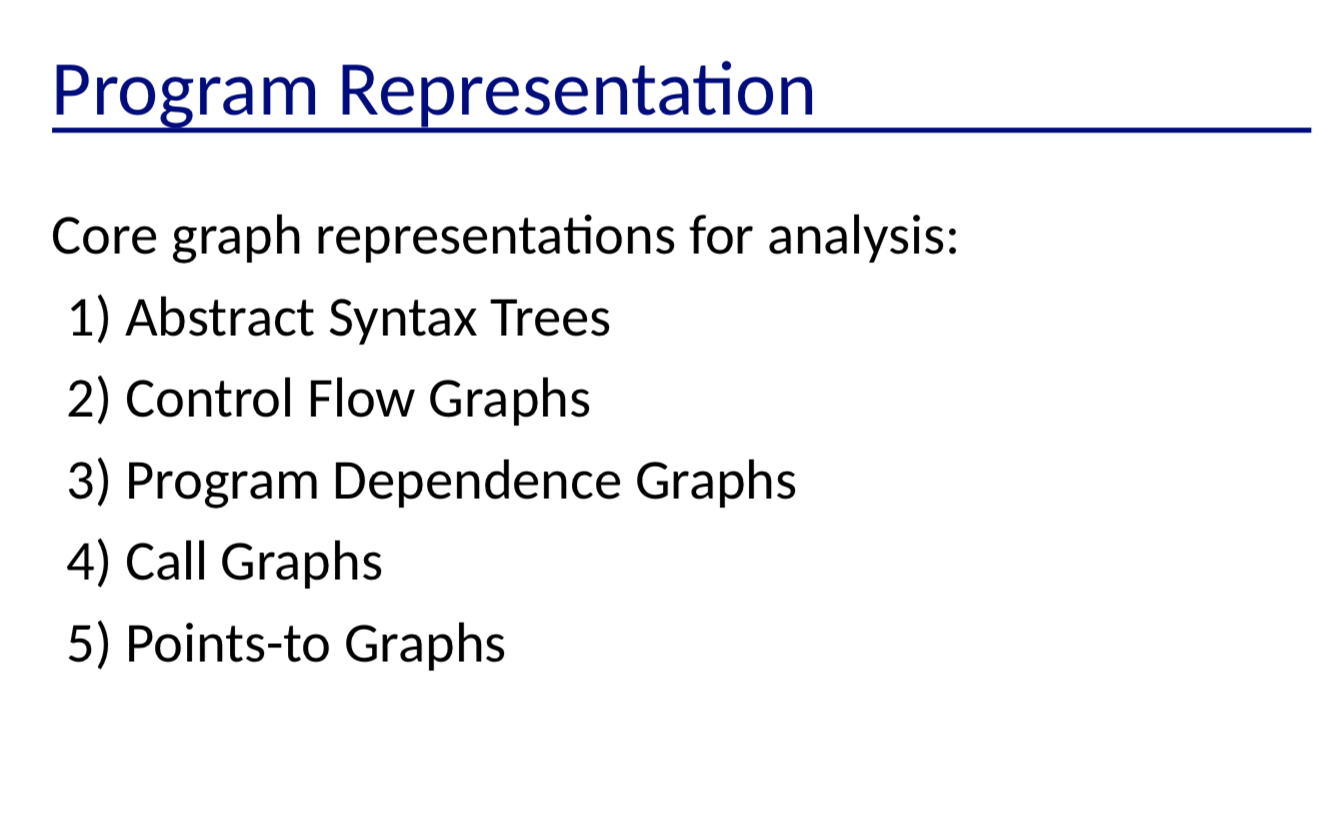 Program Representation
Core graph representations for analysis:
1) Abstract Syntax Trees
2) Control Flow Graphs
3) Program Dependence Graphs
4) Call Graphs
5) Points-to Graphs